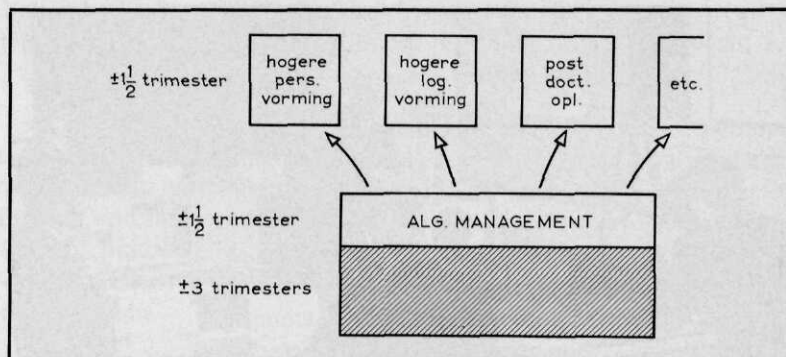 ±1½ trimester
hogere
pers.
vorming
hogere
log.
vorming
post
doct.
opl.
etc.
±1½ trimester
ALG. MANAGEMENT
±3 trimesters